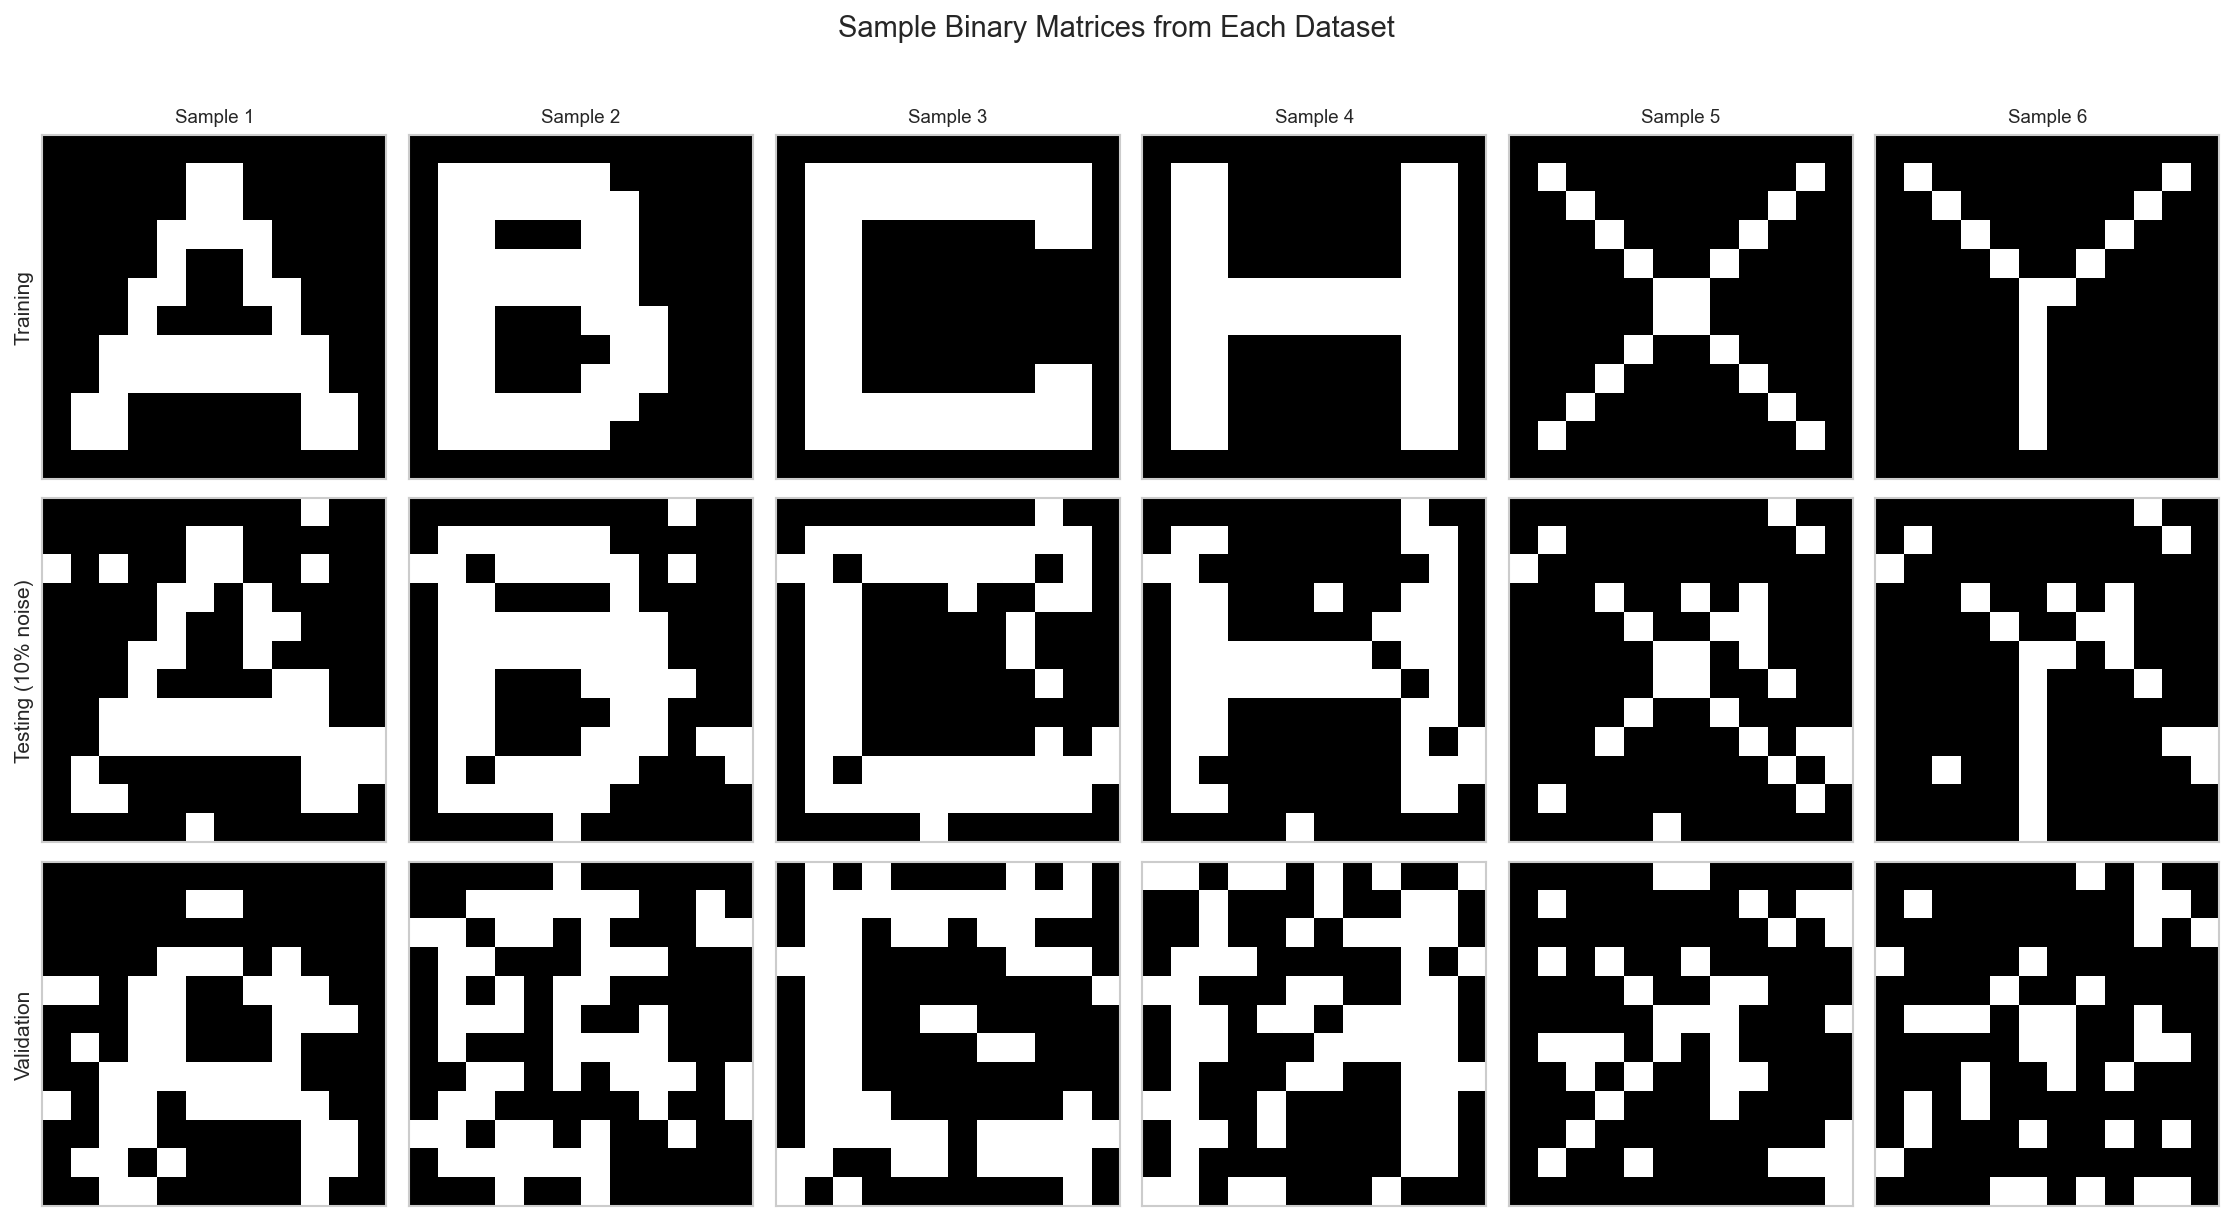 Sample Binary Matrices from Each Dataset
Sample 1
Sample 2
Sample 3
Sample 4
Sample 5
Sample 6
Training
A
B
C
H
X
Y
Testing (10% noise)
Validation